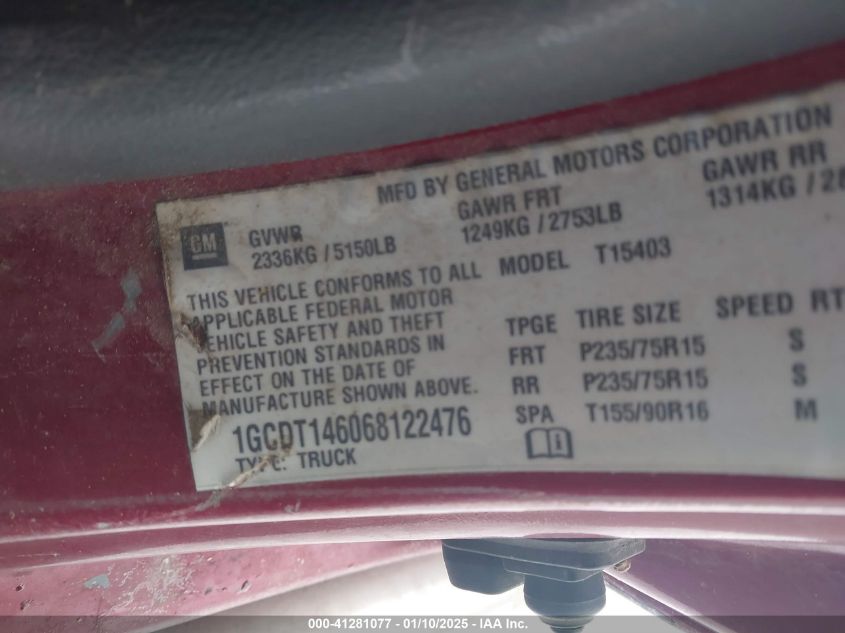 MFD BY GENERAL MOTORS CORPORATION
GM
GVWR GAWR FRT GAWR RR
2336KG / 5150LB 1249KG / 2753LB 1314KG /
THIS VEHICLE CONFORMS TO ALL MODEL T15403
APPLICABLE FEDERAL MOTOR
VEHICLE SAFETY AND THEFT TPGE TIRE SIZE SPEED RT
PREVENTION STANDARDS IN FRT P235/75R15 S
EFFECT ON THE DATE OF RR P235/75R15 S
MANUFACTURE SHOWN ABOVE. SPA T155/90R16 M
1GCDT146068122476
TYPE: TRUCK
000-41281077 - 01/10/2025 - IAA Inc.